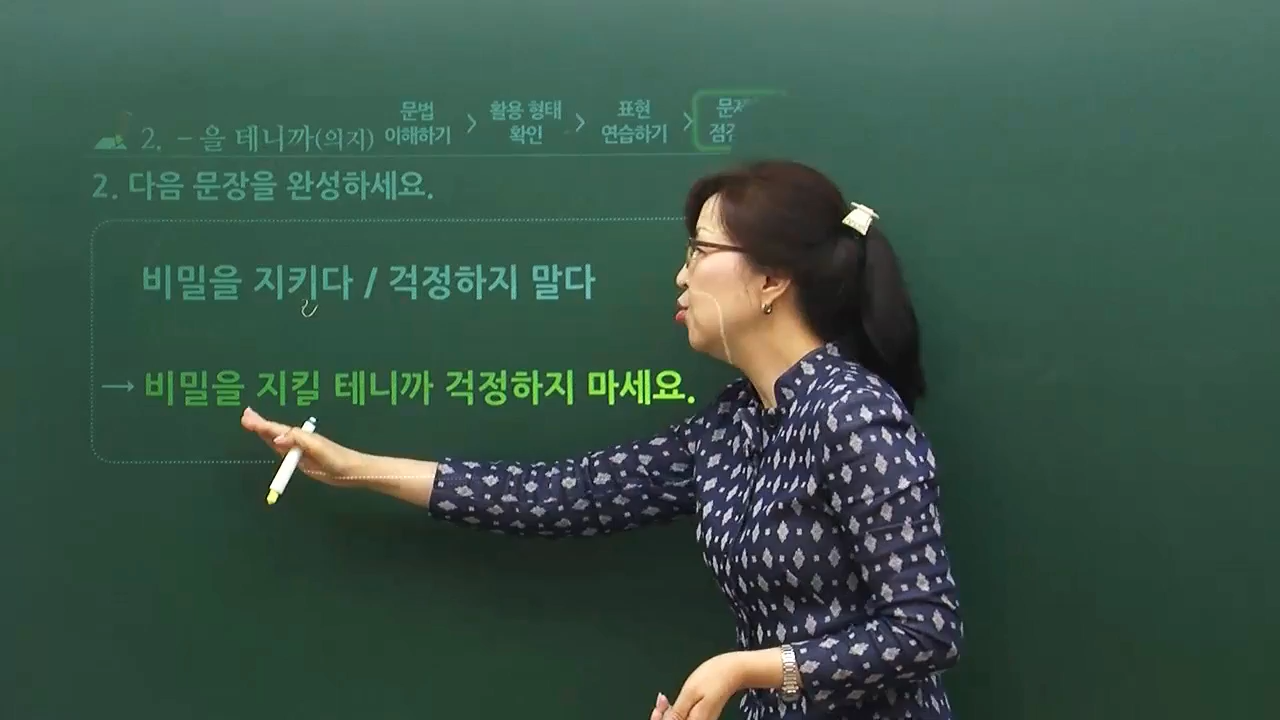 2. -을 테니까(의지)
문법 이해하기 > 활용 형태 확인 > 표현 연습하기 >
2. 다음 문장을 완성하세요.
비밀을 지키다 / 걱정하지 말다
→ 비밀을 지킬 테니까 걱정하지 마세요.